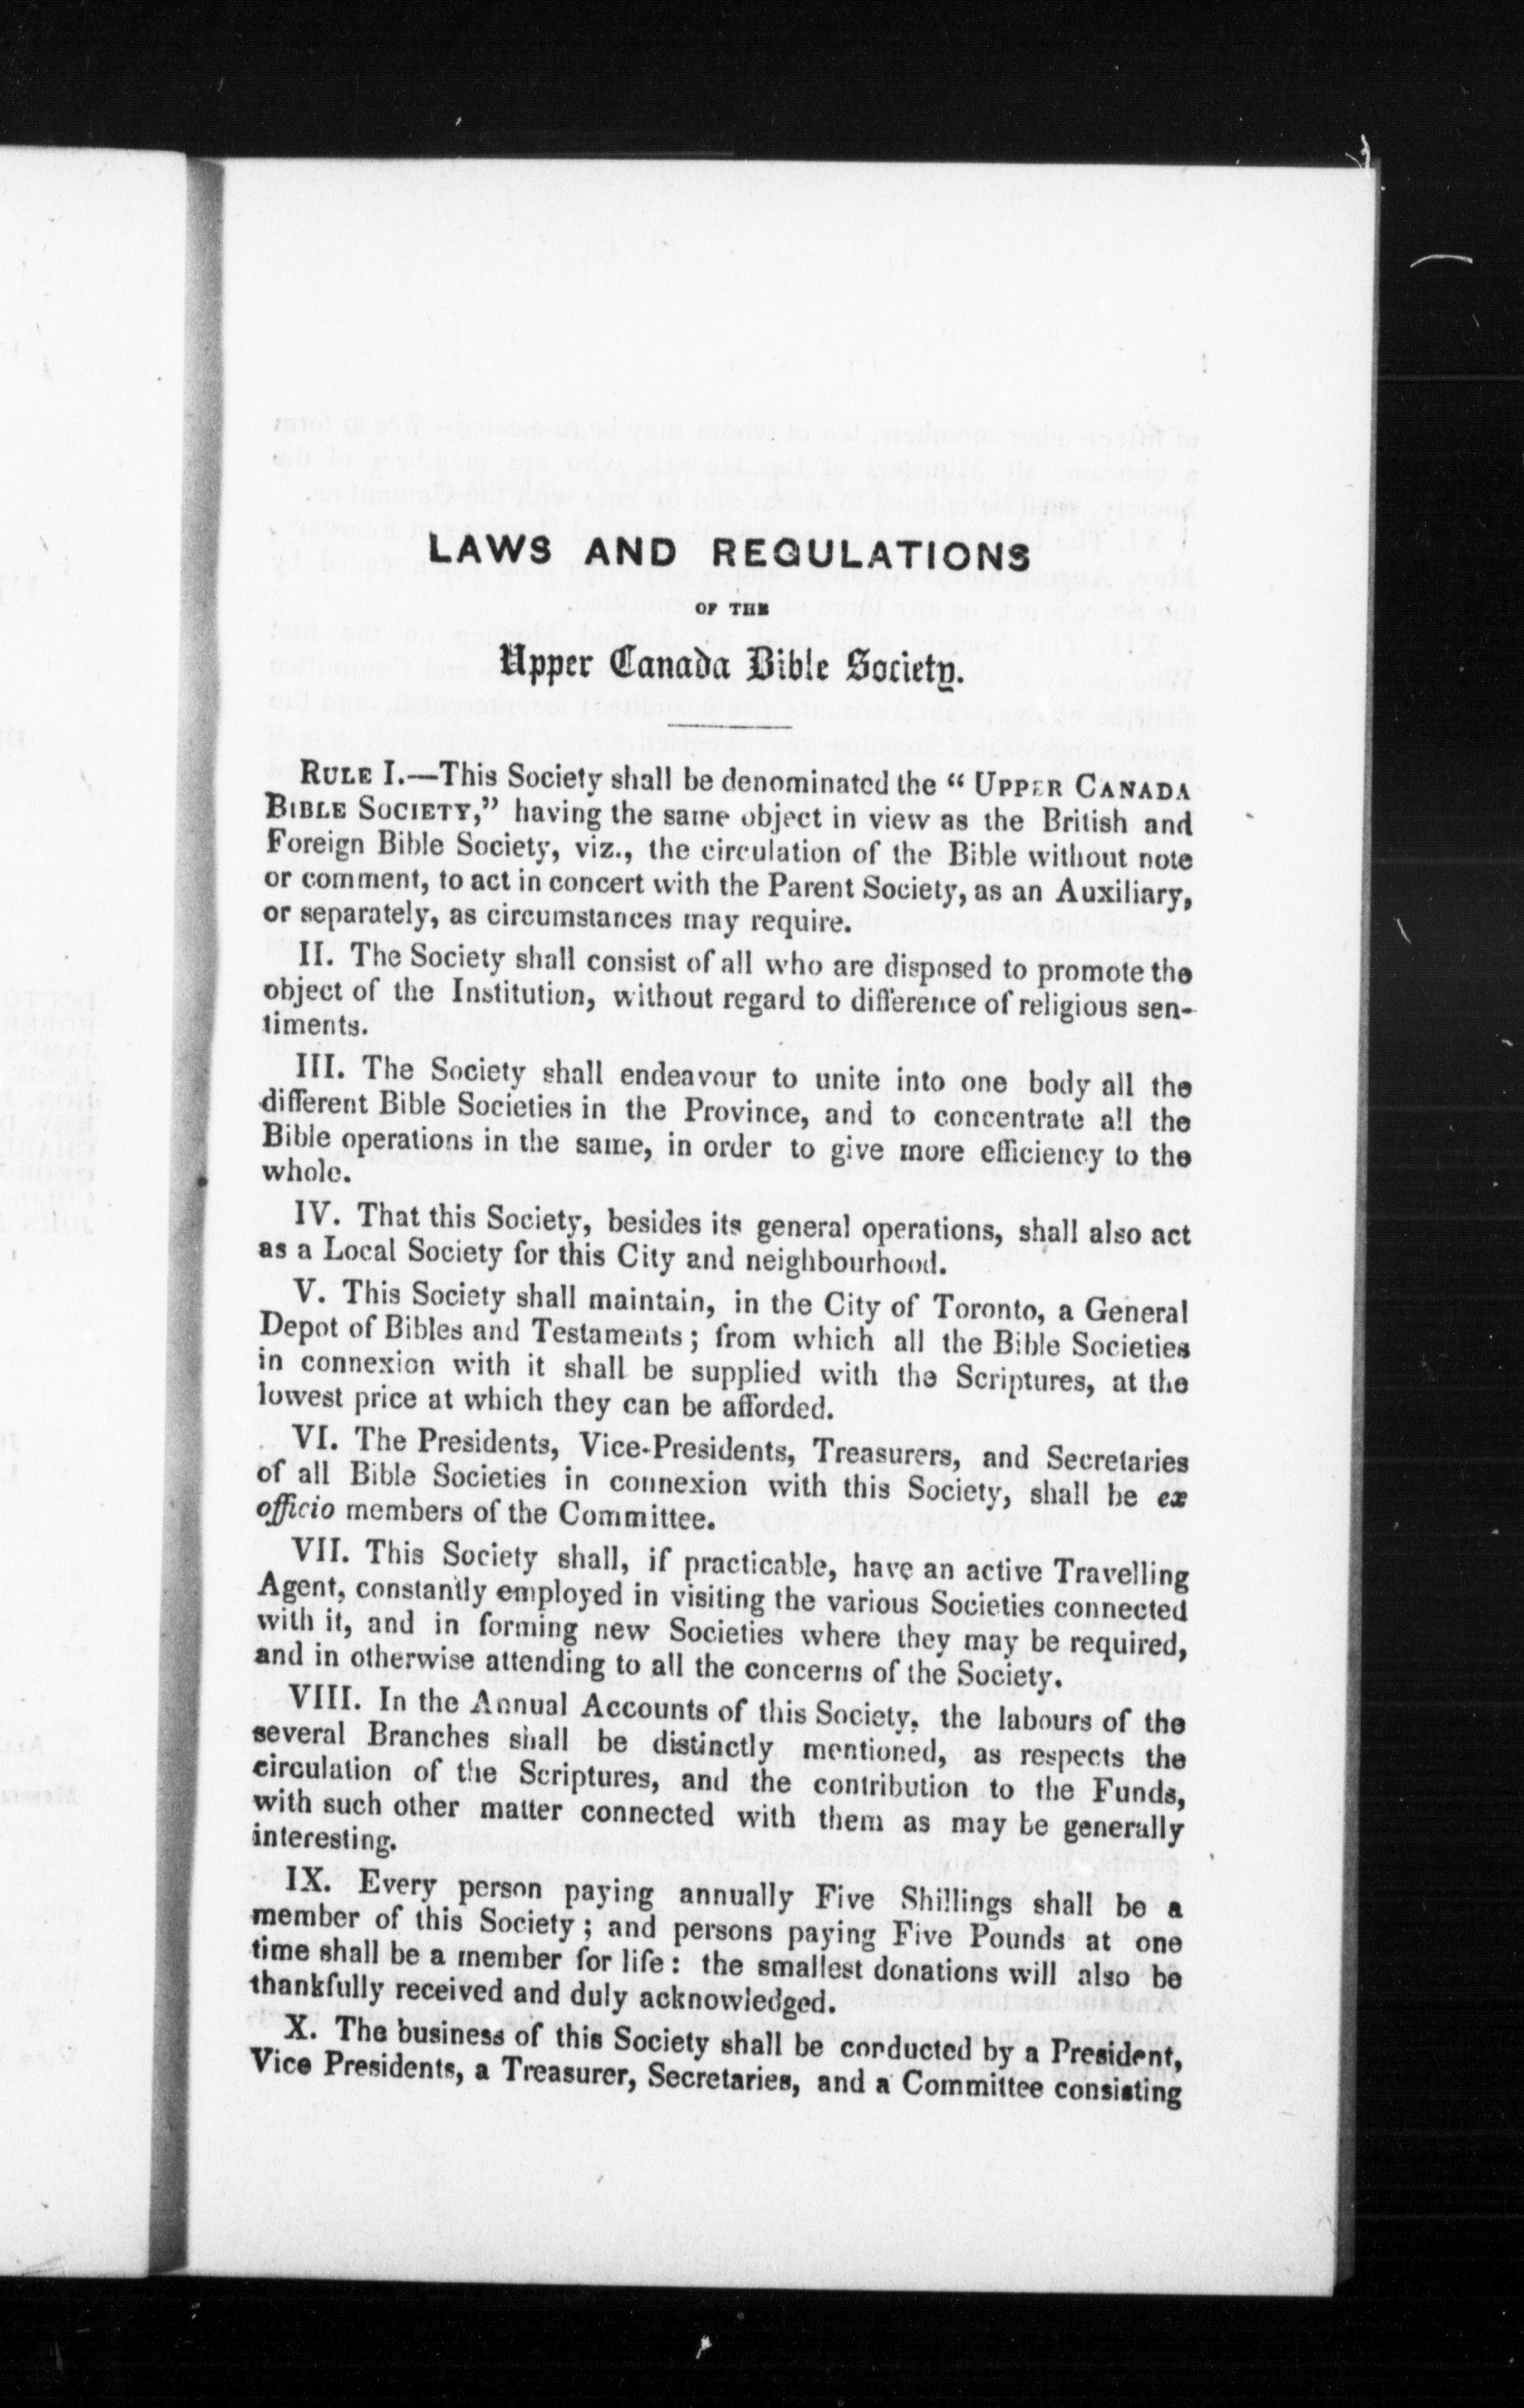 LAWS AND REGULATIONS
OF THE
Upper Canada Bible Society.
RULE I.—This Society shall be denominated the “ UPPER CANADA
BIBLE SOCIETY,” having the same object in view as the British and
Foreign Bible Society, viz., the circulation of the Bible without note
or comment, to act in concert with the Parent Society, as an Auxiliary,
or separately, as circumstances may require.
II. The Society shall consist of all who are disposed to promote the
object of the Institution, without regard to difference of religious sen-
timents.
III. The Society shall endeavour to unite into one body all the
different Bible Societies in the Province, and to concentrate all the
Bible operations in the same, in order to give more efficiency to the
whole.
IV. That this Society, besides its general operations, shall also act
as a Local Society for this City and neighbourhood.
V. This Society shall maintain, in the City of Toronto, a General
Depot of Bibles and Testaments ; from which all the Bible Societies
in connexion with it shall be supplied with the Scriptures, at the
lowest price at which they can be afforded.
VI. The Presidents, Vice-Presidents, Treasurers, and Secretaries
of all Bible Societies in connexion with this Society, shall be ex
officio members of the Committee.
VII. This Society shall, if practicable, have an active Travelling
Agent, constantly employed in visiting the various Societies connected
with it, and in forming new Societies where they may be required,
and in otherwise attending to all the concerns of the Society.
VIII. In the Annual Accounts of this Society, the labours of the
several Branches shall be distinctly mentioned, as respects the
circulation of the Scriptures, and the contribution to the Funds,
with such other matter connected with them as may be generally
interesting.
IX. Every person paying annually Five Shillings shall be a
member of this Society ; and persons paying Five Pounds at one
time shall be a member for life : the smallest donations will also be
thankfully received and duly acknowledged.
X. The business of this Society shall be conducted by a President,
Vice Presidents, a Treasurer, Secretaries, and a Committee consisting